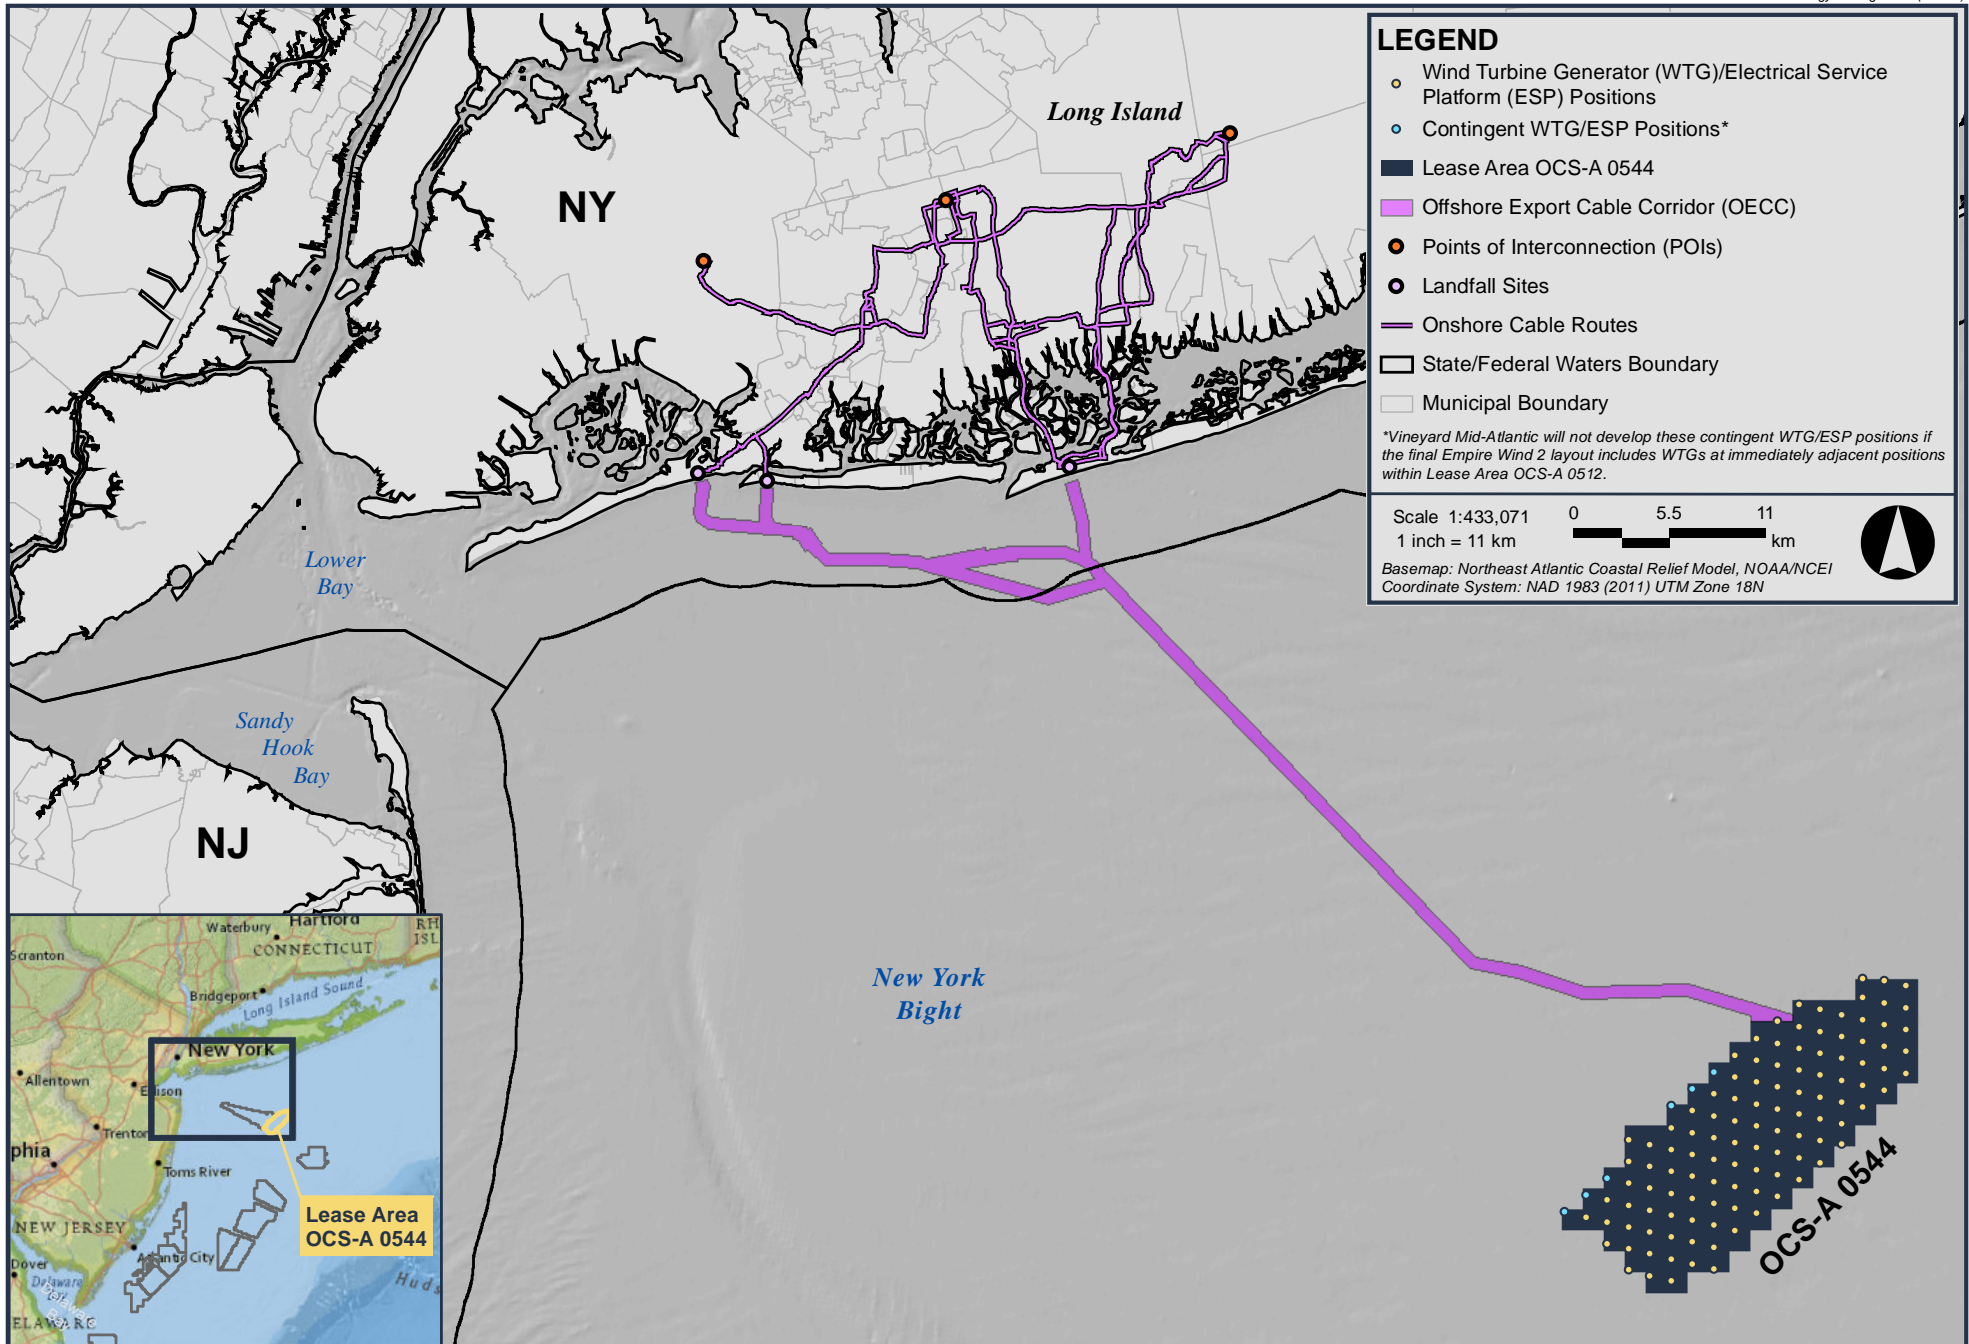 LEGEND
Wind Turbine Generator (WTG)/Electrical Service
Platform (ESP) Positions
Contingent WTG/ESP Positions*
Lease Area OCS-A 0544
Offshore Export Cable Corridor (OECC)
Points of Interconnection (POIs)
Landfall Sites
Onshore Cable Routes
State/Federal Waters Boundary
Municipal Boundary
*Vineyard Mid-Atlantic will not develop these contingent WTG/ESP positions if
the final Empire Wind 2 layout includes WTGs at immediately adjacent positions
within Lease Area OCS-A 0512.
Scale 1:433,071
1 inch = 11 km
0 5.5 11
km
Basemap: Northeast Atlantic Coastal Relief Model, NOAA/NCEI
Coordinate System: NAD 1983 (2011) UTM Zone 18N
Long Island
NY
Lower
Bay
Sandy
Hook
Bay
NJ
New York
Bight
OCS-A 0544
Hartford
Waterbury
RH
ISL
CONNECTICUT
Scranton
Bridgeport
Long Island Sound
New York
Allentown
Edison
Trenton
phia
Toms River
Lease Area
OCS-A 0544
NEW JERSEY
Atlantic City
Dover
Delaware
Huds
ELAWARE